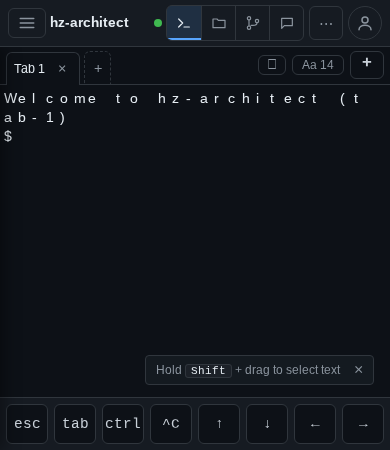 hz-architect
Tab 1 × +
Aa 14 +
Welcome to hz-architect (t
ab-1)
$
Hold Shift + drag to select text ×
esc tab ctrl ^C ↑ ↓ ← →